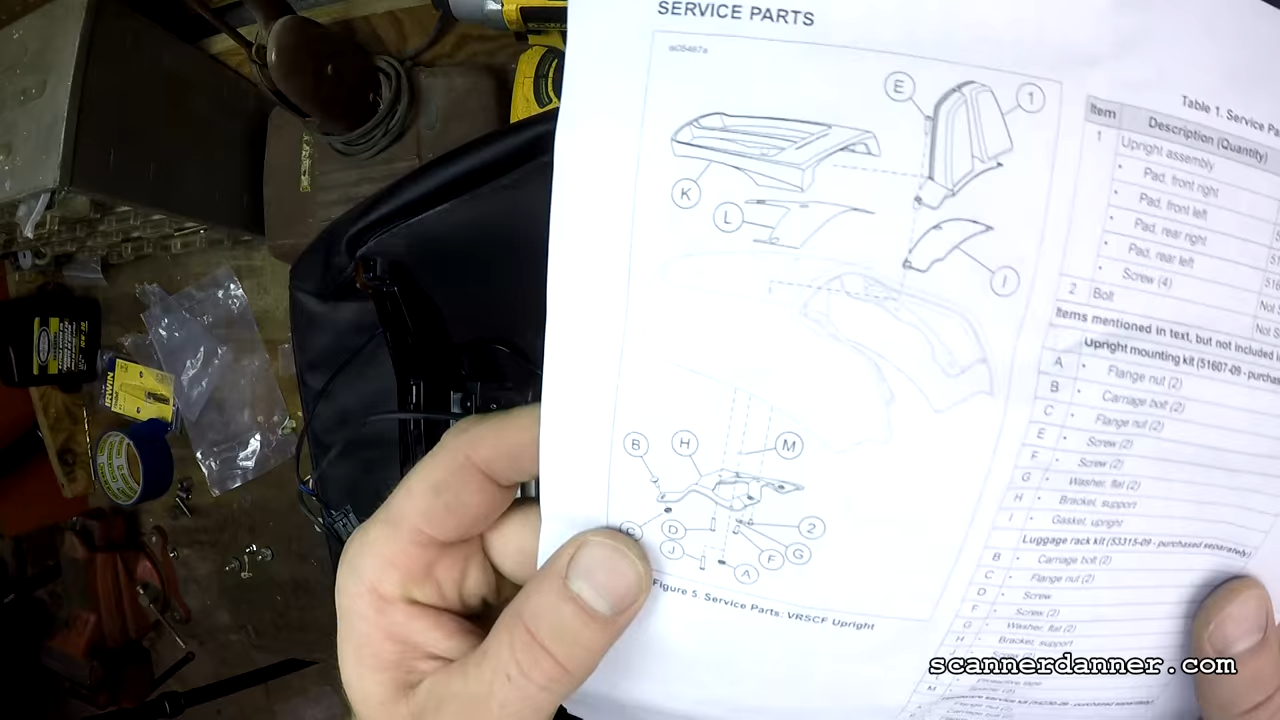 SERVICE PARTS
E
1
K
L
I
B
H
M
C
D
2
J
F
G
A
Figure 5. Service Parts: VRSCF Upright
Table 1. Service Pa
Item
Description (Quantity)
1
Upright assembly
• Pad, front right
• Pad, front left
• Pad, rear right
• Pad, rear left
• Screw (4)
516
2
Bolt
Not S
Not S
Items mentioned in text, but not included i
Upright mounting kit (51607-09 - purchas
A • Flange nut (2)
B • Carriage bolt (2)
C • Flange nut (2)
E • Screw (2)
F • Screw (2)
G • Washer, flat (2)
H • Bracket, support
I • Gasket, upright
Luggage rack kit (53315-09 - purchased separately)
B • Carriage bolt (2)
C • Flange nut (2)
D • Screw
F • Screw (2)
G • Washer, flat (2)
H • Bracket, support
J
M
IRWIN
scannerdanner.com